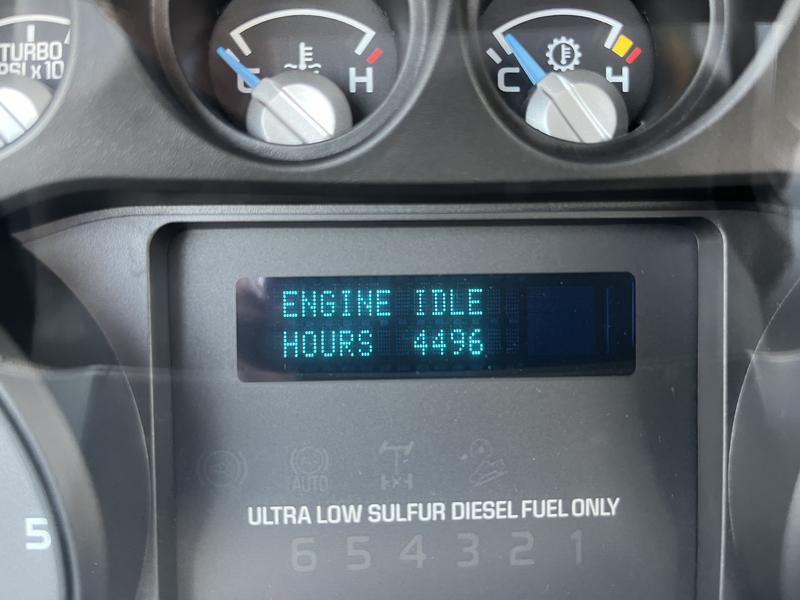 TURBO
PSI x10
C H
C H
ENGINE IDLE
HOURS 4496
AUTO
ULTRA LOW SULFUR DIESEL FUEL ONLY
6 5 4 3 2 1
5